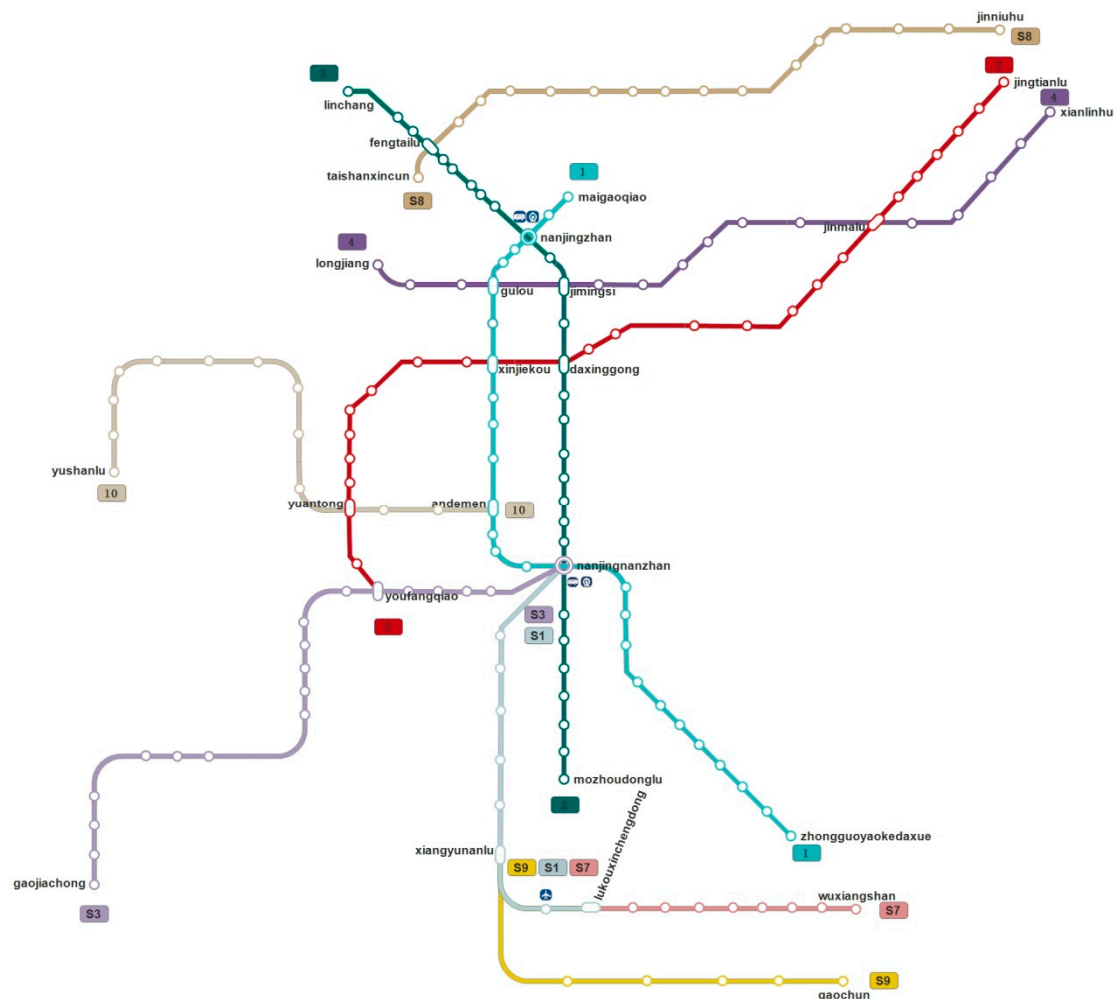 jinniuhu
S8
3
2
jingtianlu
linchang
4
xianlinhu
fengtailu
taishanxincun
S8
1
maigaoqiao
nanjingzhan
jinmalu
4
longjiang
gulou
jimingsi
xinjiekou
daxinggong
yushanlu
10
yuantong
andemen
10
nanjingnanzhan
youfangqiao
S3
2
S1
mozhoudonglu
3
lukouxinchengdong
zhongguoyaokedaxue
1
xiangyunanlu
S9
S1
S7
gaojiachong
S3
wuxiangshan
S7
S9
gaochun